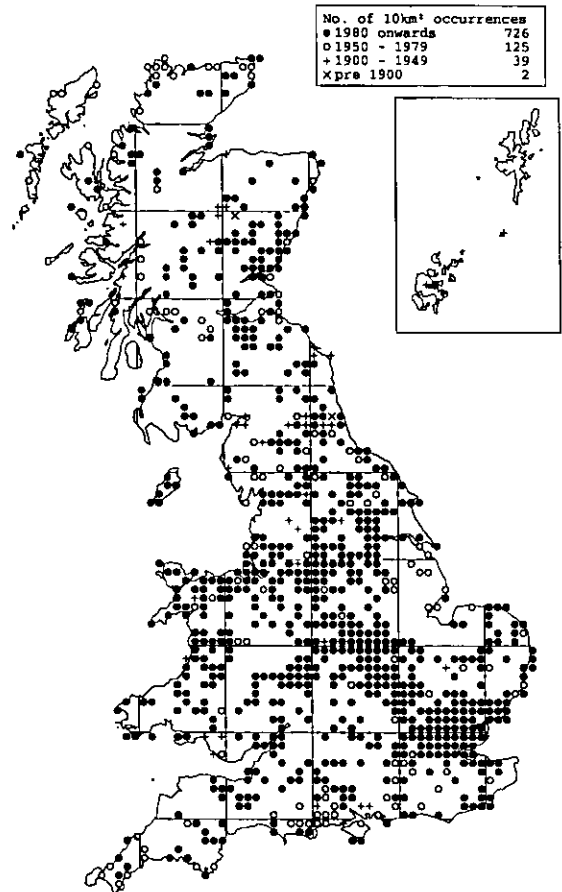 No. of 10km² occurrences
● 1980 onwards 726
○ 1950 - 1979 125
+ 1900 - 1949 39
× pre 1900 2